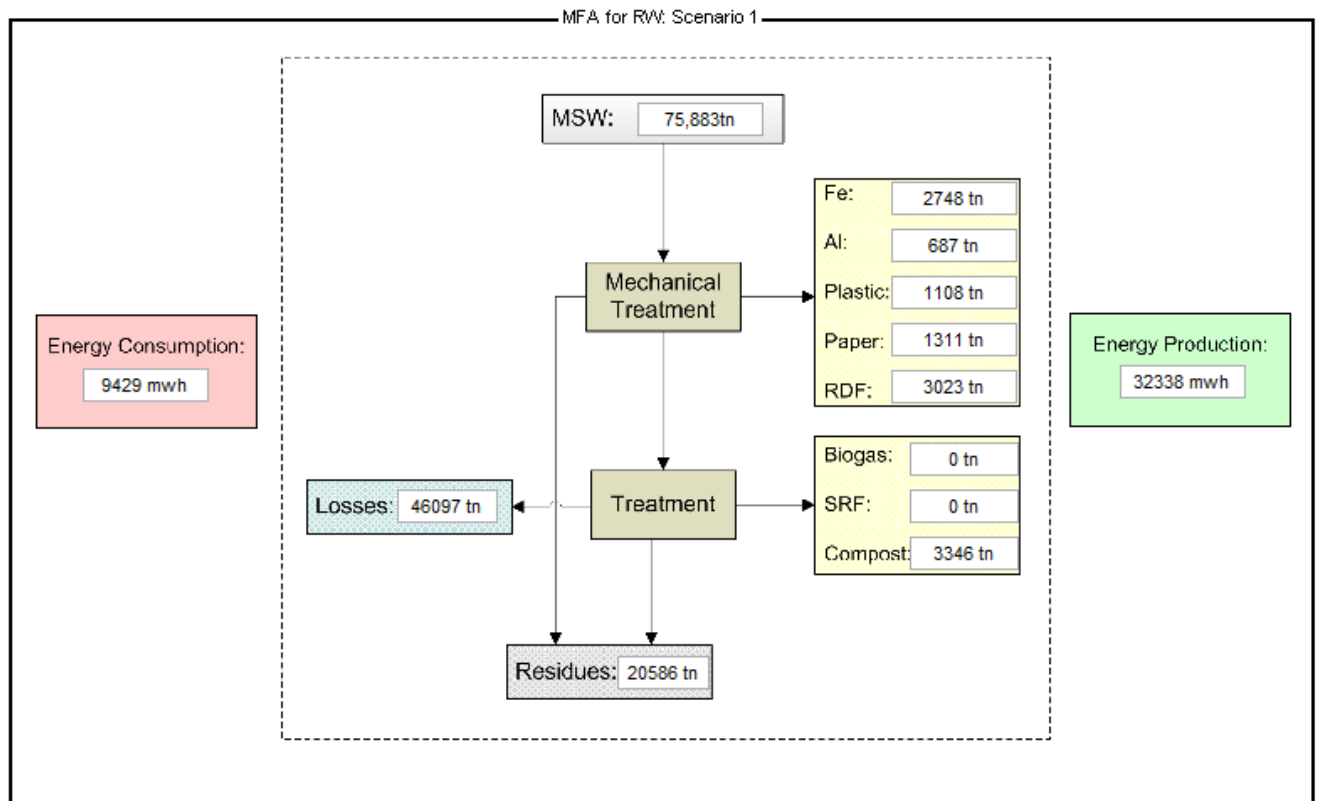 MFA for RW: Scenario 1
MSW: 75,883tn
Fe: 2748 tn
Al: 687 tn
Mechanical
Treatment
Plastic: 1108 tn
Paper: 1311 tn
RDF: 3023 tn
Energy Consumption:
9429 mwh
Energy Production:
32338 mwh
Biogas: 0 tn
SRF: 0 tn
Compost: 3346 tn
Losses: 46097 tn
Treatment
Residues: 20586 tn